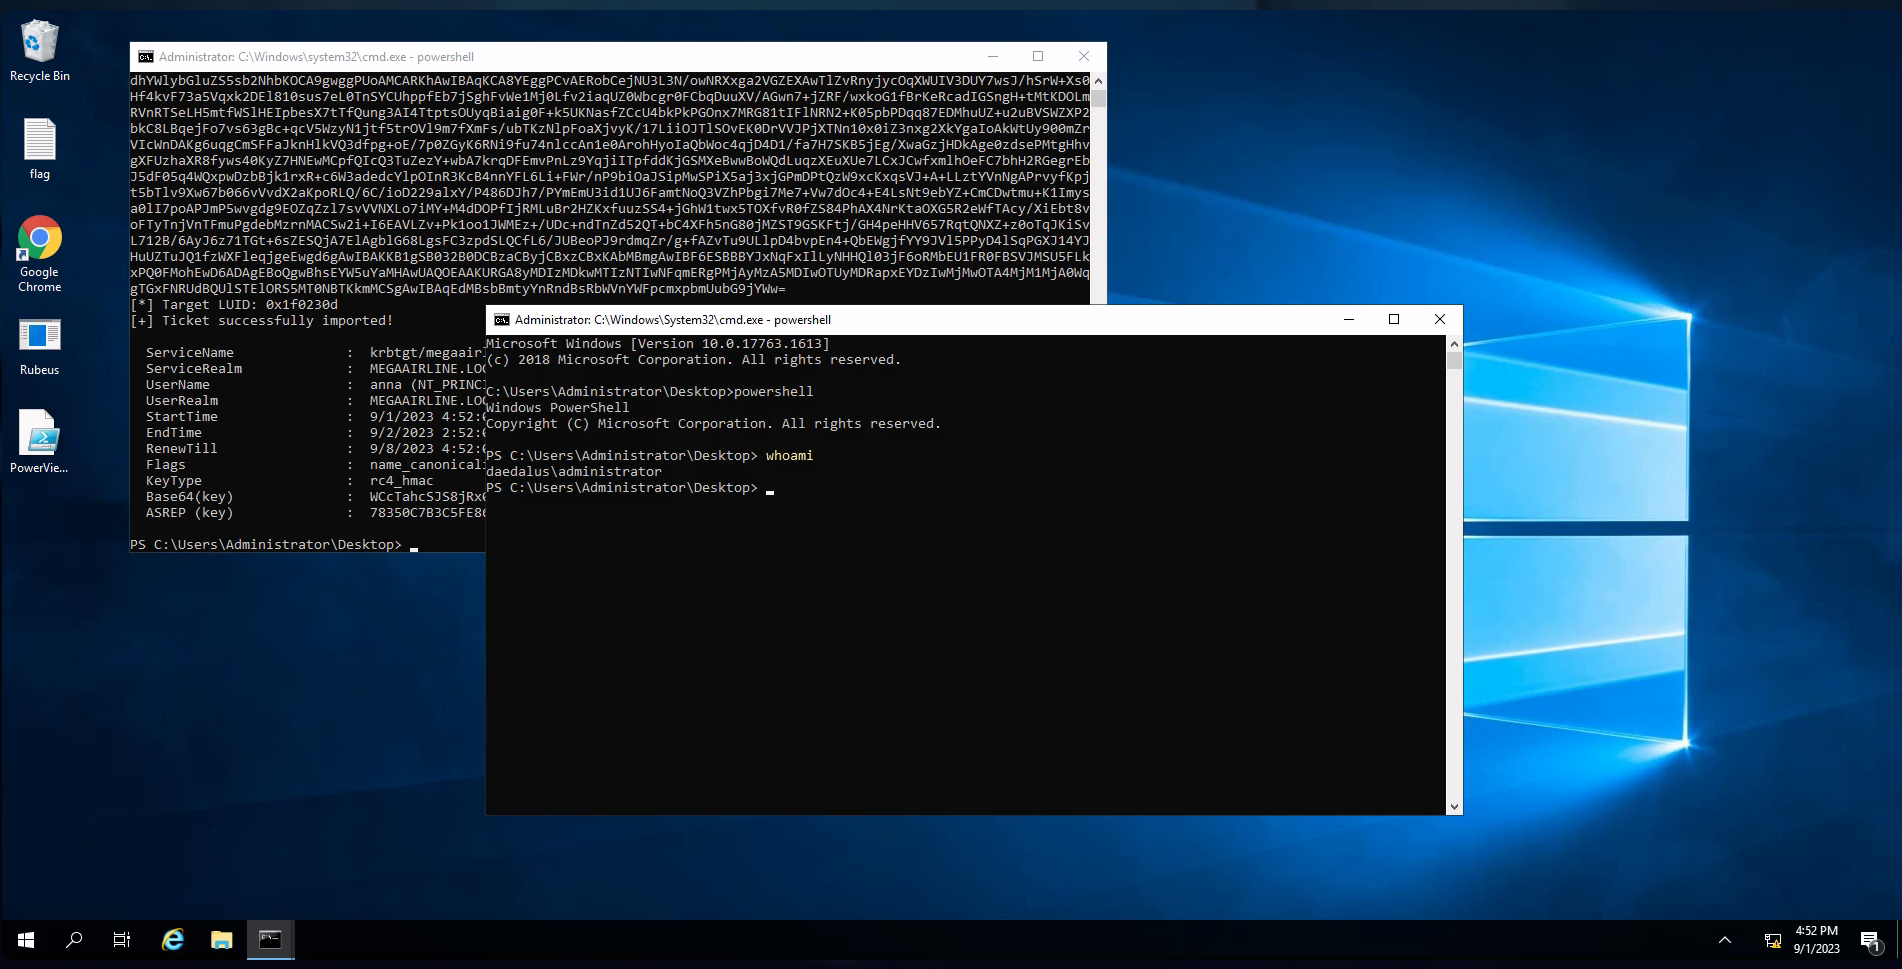 Recycle Bin
flag
Google
Chrome
Rubeus
PowerVie...
Administrator: C:\Windows\system32\cmd.exe - powershell
dhYWlybGluZS5sb2NhbKOCA9gwggPUoAMCARKhAwIBAqKCA8YEggPCvAERobCejNU3L3N/owNRXxga2VGZEXAwTlZvRnyjycOqXWUIV3DUY7wsJ/hSrW+Xs0
Hf4kvF73a5Vqxk2DEl810sus7eL0TnSYCUhppfEb7jSghFvWe1Mj0Lfv2iaqUZ0Wbcgr0FCbqDuuXV/AGwn7+jZRF/wxkoG1fBrKeRcadIGSngH+tMtKDOLm
RVnRTSeLH5mtfWSlHEIpbesX7tTfQung3AI4TtptsOUyqBiaig0F+k5UKNasfZCcU4bkPkPGOnx7MRG81tIFlNRN2+K05pbPDqq87EDMhuUZ+u2uBVSWZXP2
bkC8LBqejFo7vs63gBc+qcV5WzyN1jtf5trOVl9m7fXmFs/ubTKzNlpFoaXjvyK/17LiiOJTlSOvEK0DrVVJPjXTNn10x0iZ3nxg2XkYgaIoAkWtUy900mZr
VIcWnDAKg6uqgCmSFFaJknHlkVQ3dfpg+oE/7p0ZGyK6RNi9fu74nlccAn1e0ArohHyoIaQbWoc4qjD4D1/fa7H7SKB5jEg/XwaGzjHDkAge0zdsePMtgHhv
gXFUzhaXR8fyws40KyZ7HNEwMCpfQIcQ3TuZezY+wbA7krqDFEmvPnLz9YqjiITpfddKjGSMXeBwwBoWQdLuqzXEuXUe7LCxJCwfxmlhOeFC7bhH2RGegrEb
J5dF05q4WQxpwDzbBjk1rxR+c6W3adedcYlpOInR3KcB4nnYFL6Li+FWr/nP9biOaJSipMwSPiX5aj3xjGPmDPtQzW9xcKxqsVJ+A+LLztYVnNgAPrvyfKpj
t5bTlv9Xw67b066vVvdX2aKpoRLQ/6C/ioD229alxY/P486DJh7/PYmEmU3id1UJ6FamtNoQ3VZhPbgi7Me7+Vw7dOc4+E4LsNt9ebYZ+CmCDwtmu+K1Imys
a0lI7poAPJmP5wvgdg9EOZqZzl7svVVNXLo7iMY+M4dDOPfIjRMLuBr2HZKxfuuzSS4+jGhW1twx5TOXfvR0fZS84PhAX4NrKtaOXG5R2eWfTAcy/XiEbt8v
oFTyTnjVnTFmuPgdebMzrnMACSw2i+I6EAVLZv+Pk1oo1JWMEz+/UDc+ndTnZd52QT+bC4XFh5nG80jMZST9GSKFtj/GH4peHHV657RqtQNXZ+z0oTqJKiSv
L712B/6AyJ6z71TGt+6sZESQjA7ElAgblG68LgsFC3zpdSLQCfL6/JUBeoPJ9rdmqZr/g+fAZvTu9ULlpD4bvpEn4+QbEWgjfYY9JVl5PPyD4lSqPGXJ14YJ
HuUZTuJQ1fzWXFleqjgeEwgd6gAwIBAKKB1gSB032B0DCBzaCByjCBxzCBxKAbMBmgAwIBF6ESBBBYJxNqFxIlLyNHHQl03jF6oRMbEU1FR0FBSVJMSU5FLk
xPQ0FMohEwD6ADAgEBoQgwBhsEYW5uYaMHAwUAQOEAAKURGA8yMDIzMDkwMTIzNTIwNFqmERgPMjAyMzA5MDIwOTUyMDRapxEYDzIwMjMwOTA4MjM1MjA0Wq
gTGxFNRUdBQUlSTElORS5MT0NBTKkmMCSgAwIBAqEdMBsbBmtyYnRndBsRbWVnYWFpcmxpbmUubG9jYWw=
[*] Target LUID: 0x1f0230d
[+] Ticket successfully imported!
ServiceName : krbtgt/megaair
ServiceRealm : MEGAAIRLINE.LO
UserName : anna (NT_PRINC
UserRealm : MEGAAIRLINE.LO
StartTime : 9/1/2023 4:52:
EndTime : 9/2/2023 2:52:
RenewTill : 9/8/2023 4:52:
Flags : name_canonical
KeyType : rc4_hmac
Base64(key) : WCcTahcSJS8jRx
ASREP (key) : 78350C7B3C5FE8
PS C:\Users\Administrator\Desktop>
Administrator: C:\Windows\System32\cmd.exe - powershell
Microsoft Windows [Version 10.0.17763.1613]
(c) 2018 Microsoft Corporation. All rights reserved.
C:\Users\Administrator\Desktop>powershell
Windows PowerShell
Copyright (C) Microsoft Corporation. All rights reserved.
PS C:\Users\Administrator\Desktop> whoami
daedalus\administrator
PS C:\Users\Administrator\Desktop>
4:52 PM
9/1/2023
1